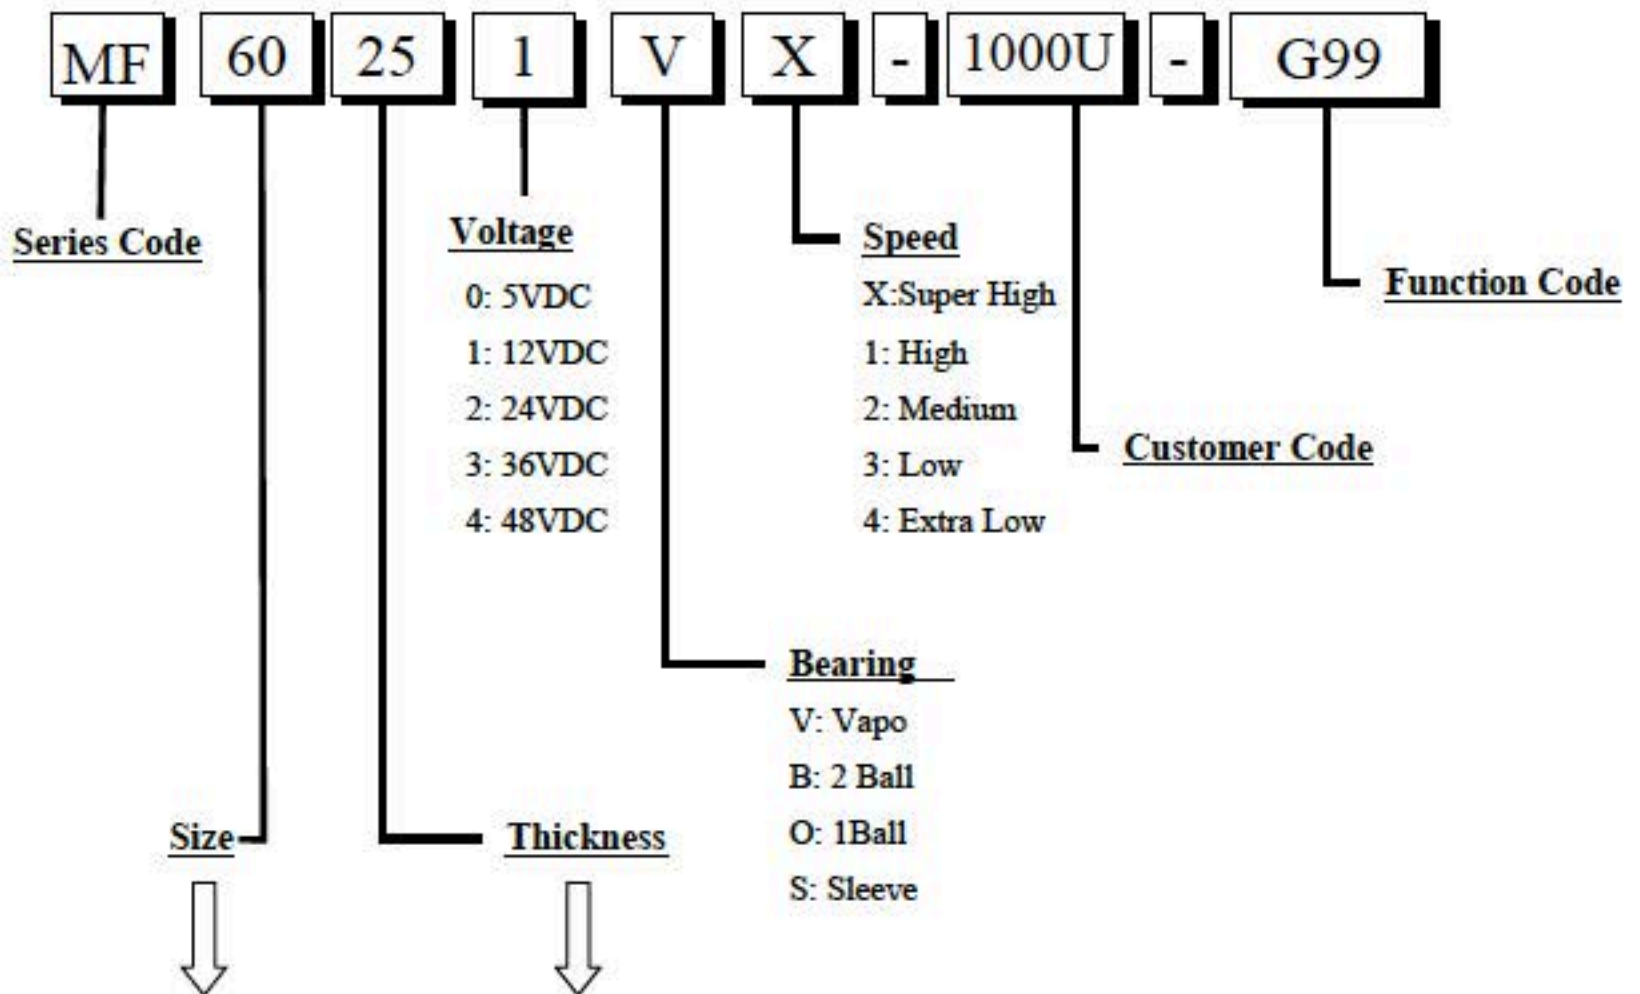 MF 60 25 1 V X - 1000U - G99
Series Code
Voltage
0: 5VDC
1: 12VDC
2: 24VDC
3: 36VDC
4: 48VDC
Speed
X:Super High
1: High
2: Medium
3: Low
4: Extra Low
Function Code
Customer Code
Bearing
V: Vapo
B: 2 Ball
O: 1Ball
S: Sleeve
Size
Thickness